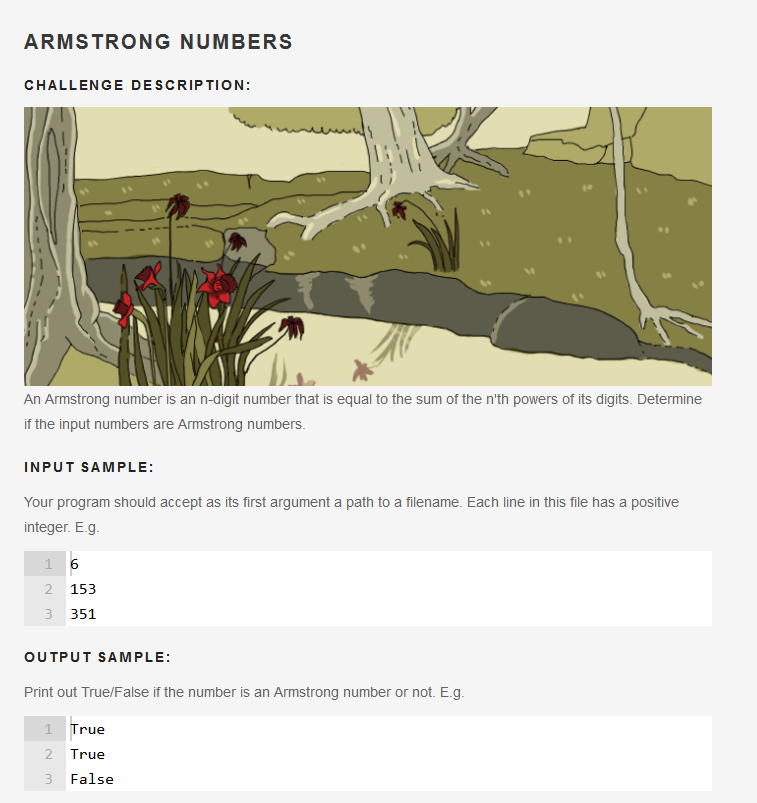 ARMSTRONG NUMBERS
CHALLENGE DESCRIPTION:
An Armstrong number is an n-digit number that is equal to the sum of the n'th powers of its digits. Determine
if the input numbers are Armstrong numbers.
INPUT SAMPLE:
Your program should accept as its first argument a path to a filename. Each line in this file has a positive
integer. E.g.
1 6
2 153
3 351
OUTPUT SAMPLE:
Print out True/False if the number is an Armstrong number or not. E.g.
1 True
2 True
3 False